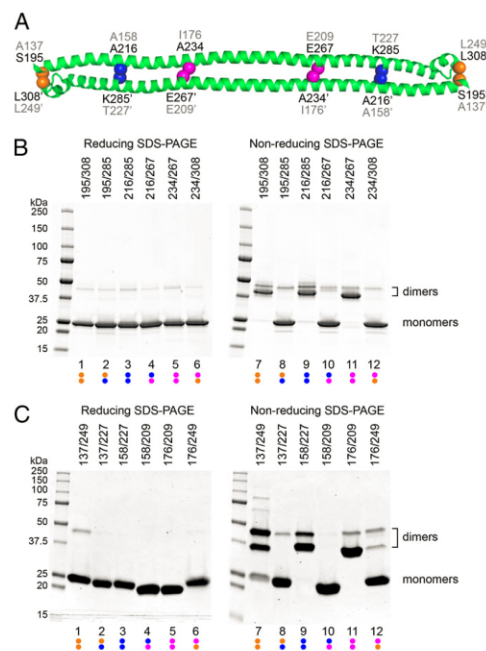 A
A137 A158 I176 E209 T227 L249
S195 A216 A234 E267 K285 L308
L308' K285' E267' A234' A216' S195
L249' T227' E209' I176' A158' A137
B
Reducing SDS-PAGE Non-reducing SDS-PAGE
195/308 195/285 216/285 216/267 234/267 234/308 195/308 195/285 216/285 216/267 234/267 234/308
kDa
250
150
100
75
50
37.5
25
20
15
dimers
monomers
1 2 3 4 5 6 7 8 9 10 11 12
C
Reducing SDS-PAGE Non-reducing SDS-PAGE
137/249 137/227 158/227 158/209 176/209 176/249 137/249 137/227 158/227 158/209 176/209 176/249
kDa
250
150
100
75
50
37.5
25
20
15
dimers
monomers
1 2 3 4 5 6 7 8 9 10 11 12